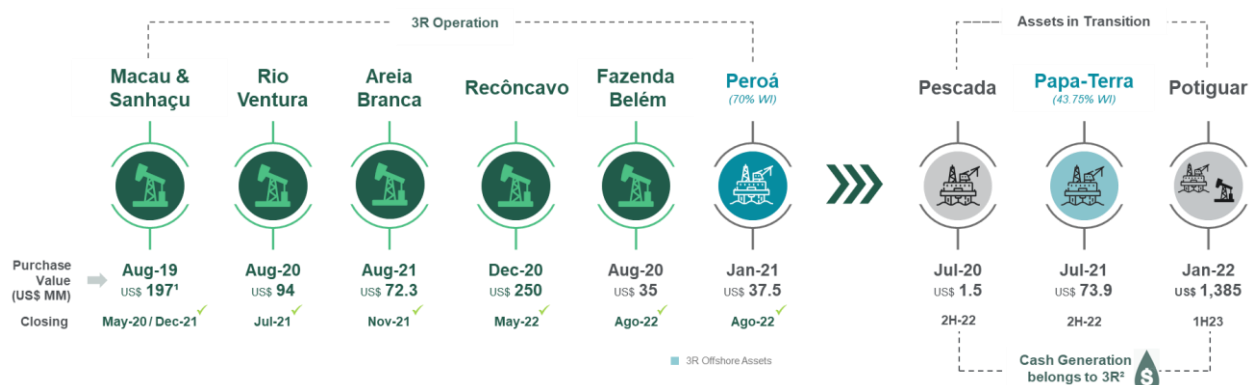 3R Operation
Assets in Transition
Macau &
Sanhaçu
Rio
Ventura
Areia
Branca
Recôncavo
Fazenda
Belém
Peroá
(70% WI)
Pescada
Papa-Terra
(43.75% WI)
Potiguar
Purchase
Value
(US$ MM)
Aug-19
US$ 197¹
Aug-20
US$ 94
Aug-21
US$ 72.3
Dec-20
US$ 250
Aug-20
US$ 35
Jan-21
US$ 37.5
Jul-20
US$ 1.5
Jul-21
US$ 73.9
Jan-22
US$ 1,385
Closing
May-20 / Dec-21
Jul-21
Nov-21
May-22
Ago-22
Ago-22
2H-22
2H-22
1H23
3R Offshore Assets
Cash Generation
belongs to 3R²
$